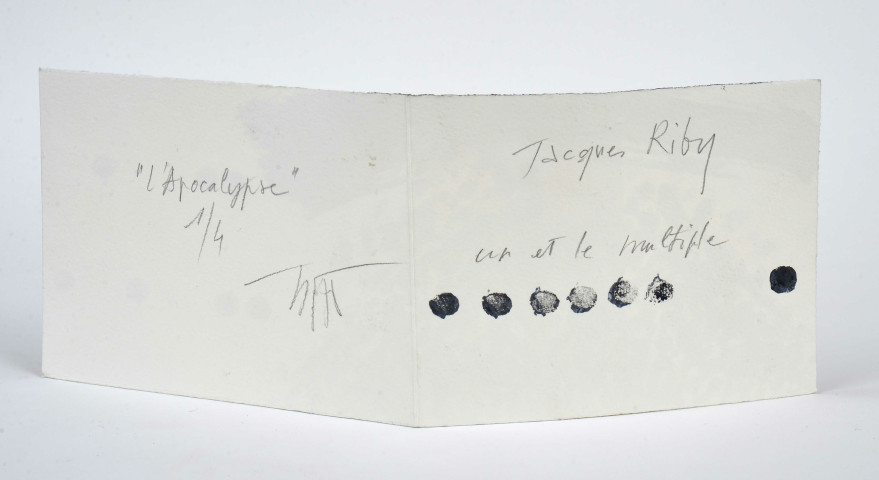 "L'Apocalypse"
1/4
Jacques Riby
un et le multiple